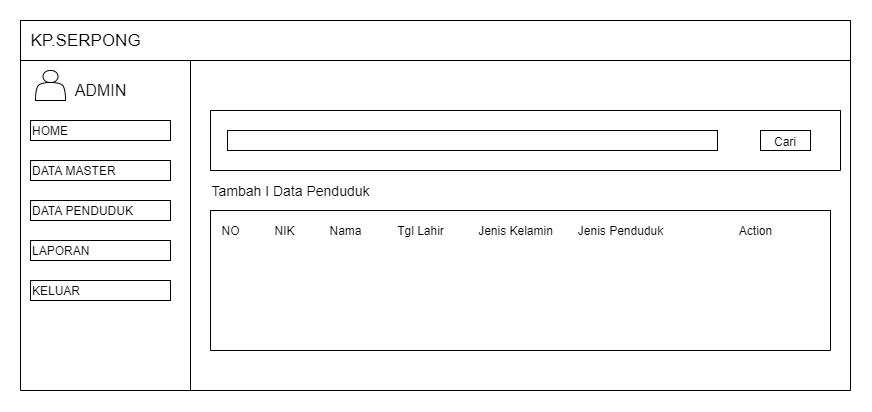 KP.SERPONG
ADMIN
HOME
DATA MASTER
DATA PENDUDUK
LAPORAN
KELUAR
Cari
Tambah I Data Penduduk
NO NIK Nama Tgl Lahir Jenis Kelamin Jenis Penduduk Action